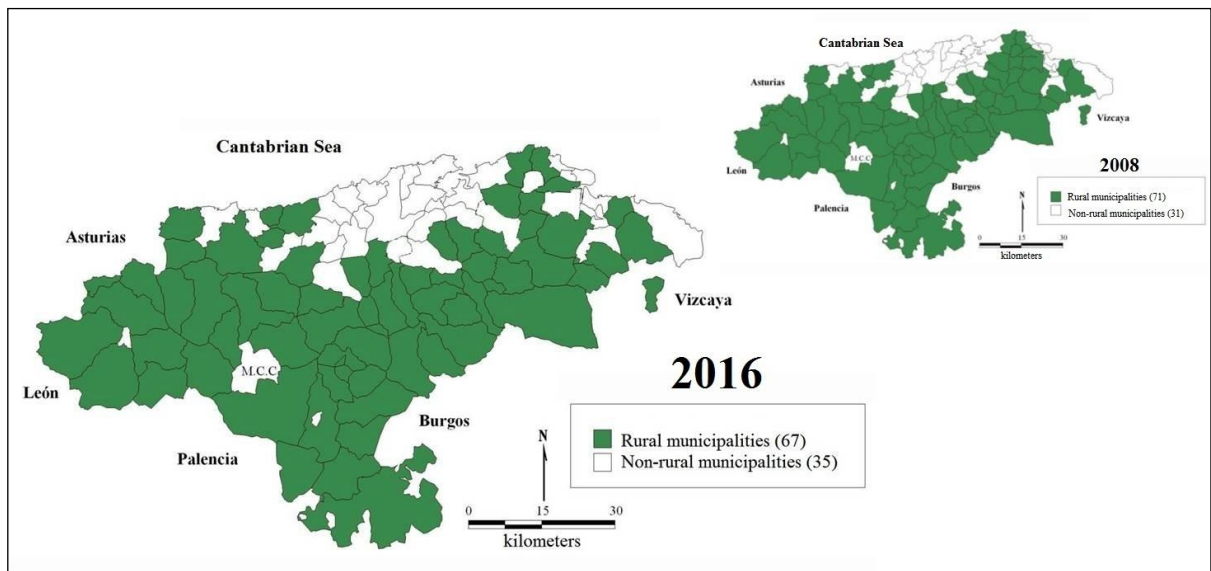 Cantabrian Sea
Asturias
León
Palencia
Burgos
Vizcaya
M.C.C
2016
Rural municipalities (67)
Non-rural municipalities (35)
N
0 15 30
kilometers
Cantabrian Sea
Asturias
León
Palencia
Burgos
Vizcaya
M.C.C
2008
Rural municipalities (71)
Non-rural municipalities (31)
N
0 15 30
kilometers